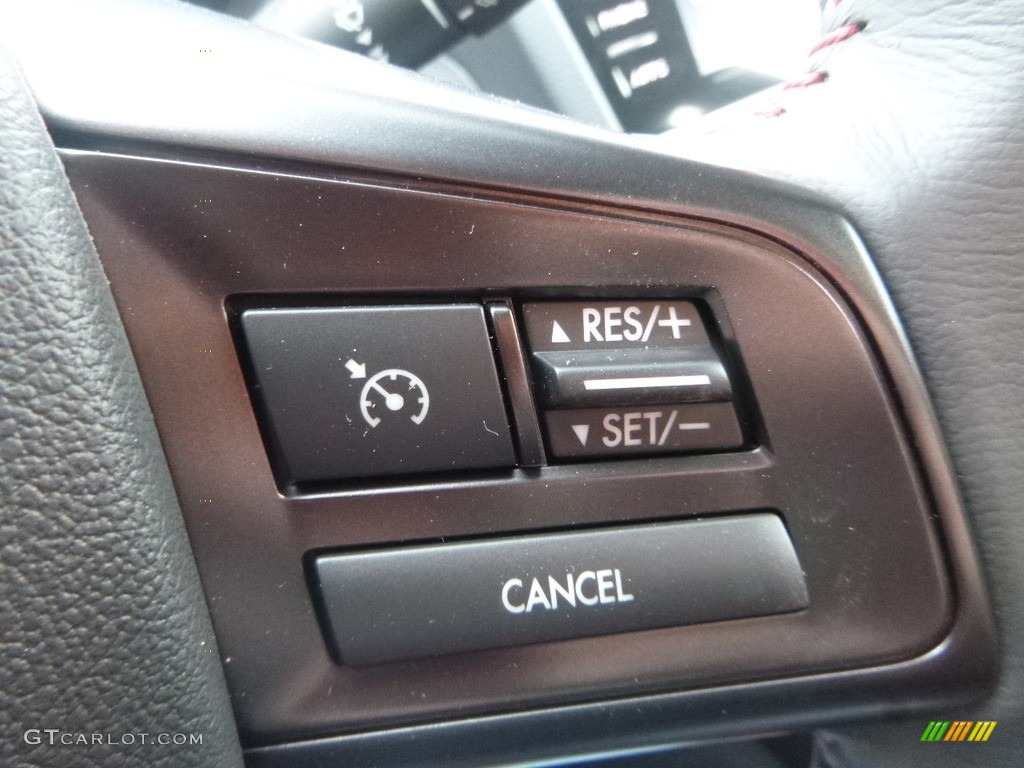 ▲ RES/+
▼ SET/−
CANCEL
GTCARLOT.COM